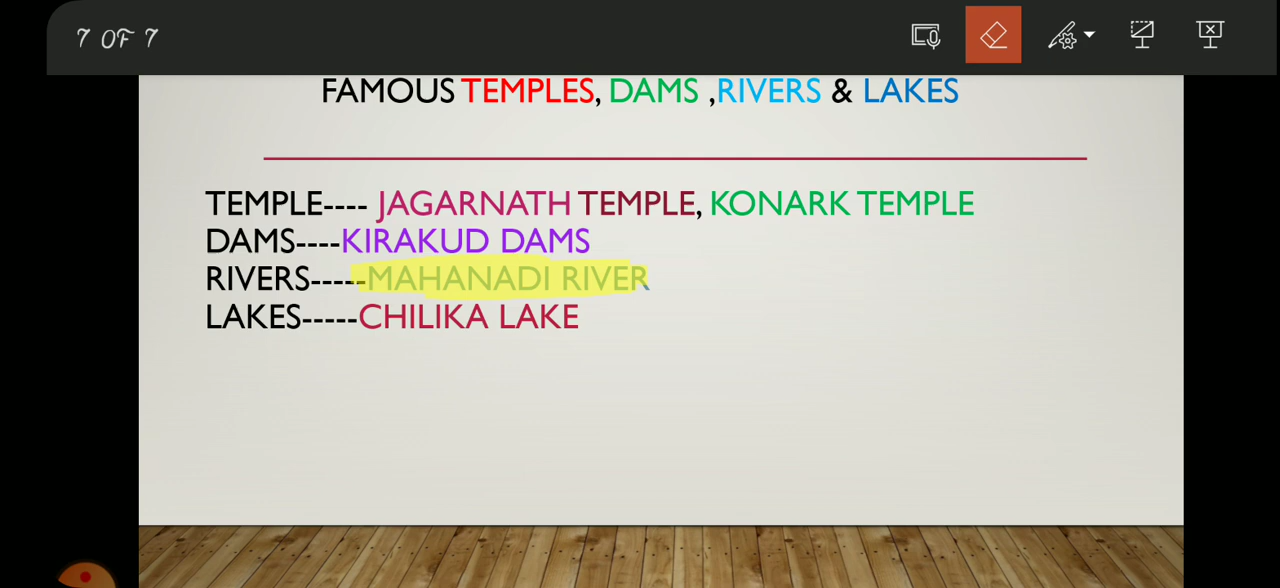 7 OF 7
FAMOUS TEMPLES, DAMS ,RIVERS & LAKES
TEMPLE---- JAGARNATH TEMPLE, KONARK TEMPLE
DAMS----KIRAKUD DAMS
RIVERS-----MAHANADI RIVER
LAKES-----CHILIKA LAKE